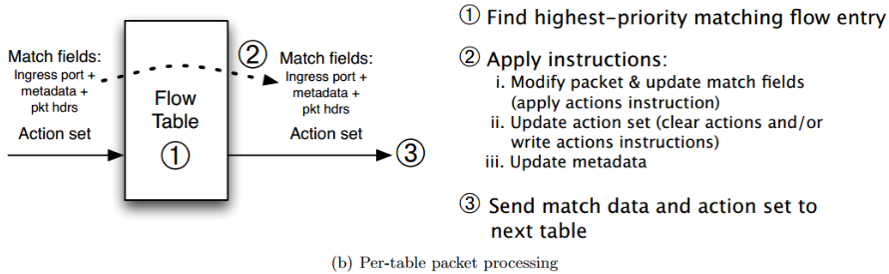 Match fields:
Ingress port +
metadata +
pkt hdrs
Action set
Flow
Table
①
②
Match fields:
Ingress port +
metadata +
pkt hdrs
Action set
③
① Find highest-priority matching flow entry
② Apply instructions:
i. Modify packet & update match fields
(apply actions instruction)
ii. Update action set (clear actions and/or
write actions instructions)
iii. Update metadata
③ Send match data and action set to
next table
(b) Per-table packet processing